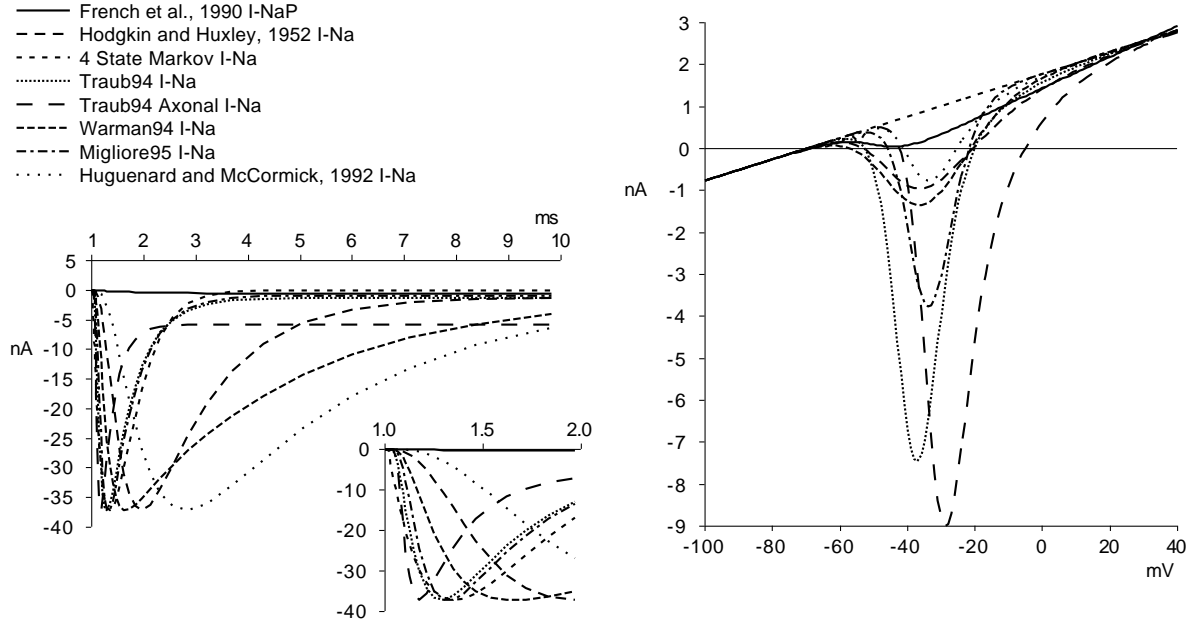 French et al., 1990 I-NaP
Hodgkin and Huxley, 1952 I-Na
4 State Markov I-Na
Traub94 I-Na
Traub94 Axonal I-Na
Warman94 I-Na
Migliore95 I-Na
Huguenard and McCormick, 1992 I-Na
ms
1 2 3 4 5 6 7 8 9 10
5
0
-5
nA
-10
-15
-20
-25
-30
-35
-40
1.0 1.5 2.0
0
-10
-20
-30
-40
3
2
1
0
nA
-1
-2
-3
-4
-5
-6
-7
-8
-9
-100 -80 -60 -40 -20 0 20 40
mV